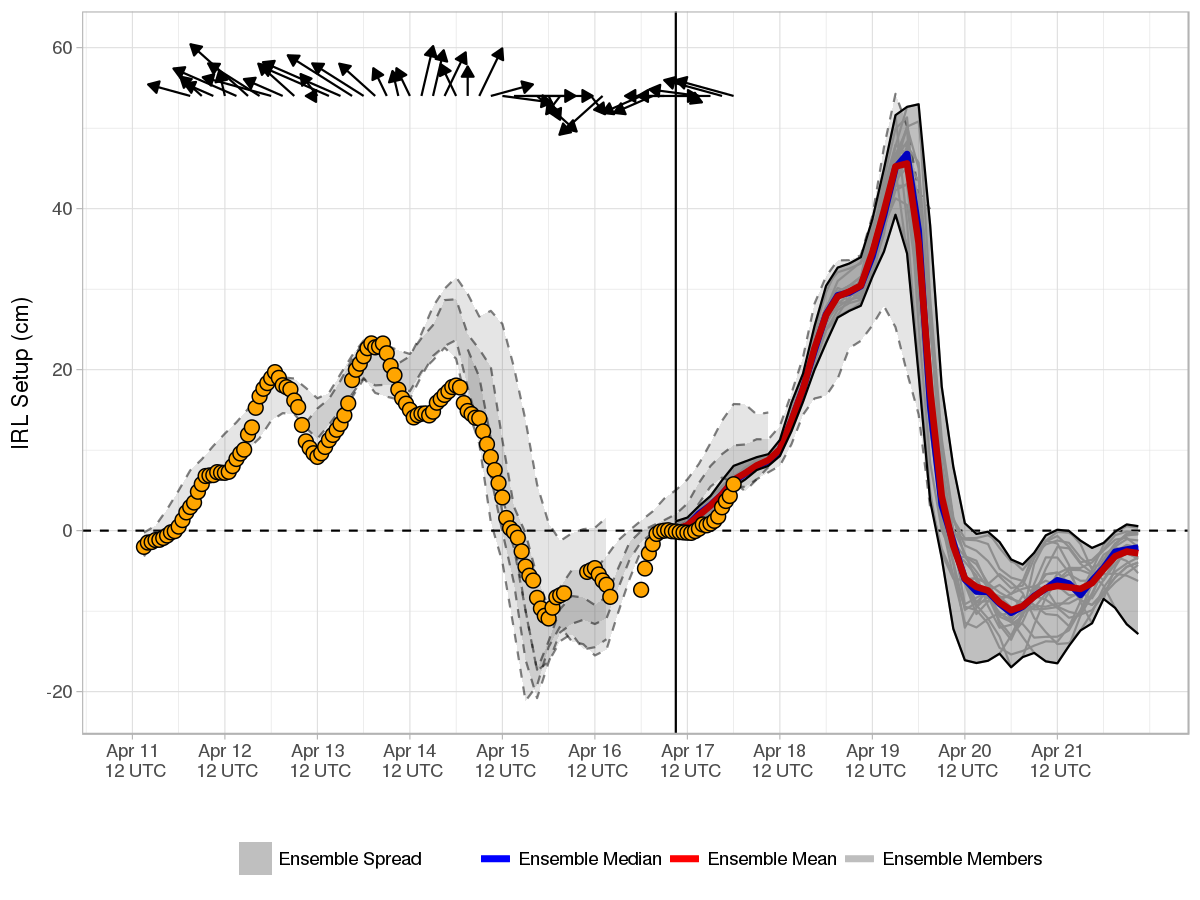 IRL Setup (cm)
60
40
20
0
-20
Apr 11 Apr 12 Apr 13 Apr 14 Apr 15 Apr 16 Apr 17 Apr 18 Apr 19 Apr 20 Apr 21
12 UTC 12 UTC 12 UTC 12 UTC 12 UTC 12 UTC 12 UTC 12 UTC 12 UTC 12 UTC 12 UTC
Ensemble Spread Ensemble Median Ensemble Mean Ensemble Members